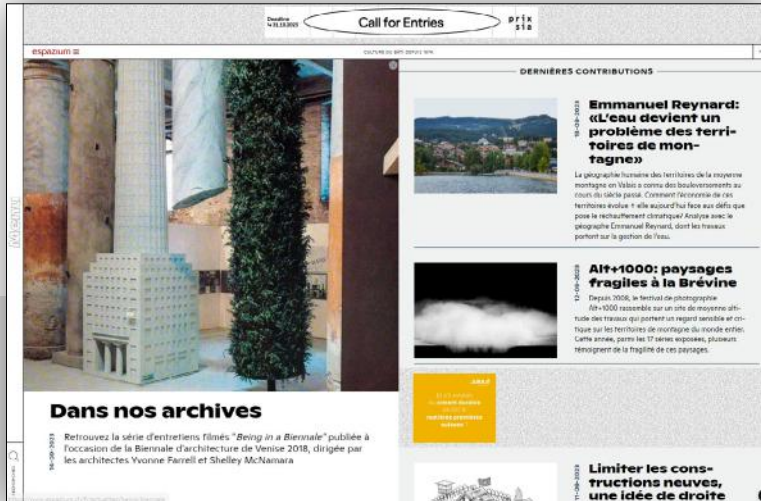 Deadline
31.10.2023
Call for Entries
prix
sia
espazium
CULTURE DU BÂTI DEPUIS 1874
DERNIÈRES CONTRIBUTIONS
Emmanuel Reynard:
«L'eau devient un
problème des terri-
toires de mon-
tagne»
La géographie humaine des territoires de la moyenne
montagne en Valais a connu des bouleversements au
cours du siècle passé. Comment l'économie de ces
territoires évolue-t-elle aujourd'hui face aux défis que
pose le réchauffement climatique? Analyse avec le
géographe Emmanuel Reynard, dont les travaux
portent sur la gestion de l'eau.
12-09-2023
Alt+1000: paysages
fragiles à la Brévine
Depuis 2008, le festival de photographie
Alt+1000 rassemble sur un site de moyenne alti-
tude des travaux qui portent un regard sensible et cri-
tique sur les territoires de montagne du monde entier.
Cette année, parmi les 17 séries exposées, plusieurs
témoignent de la fragilité de ces paysages.
Dans nos archives
Retrouvez la série d'entretiens filmés "Being in a Biennale" publiée à
l'occasion de la Biennale d'architecture de Venise 2018, dirigée par
les architectes Yvonne Farrell et Shelley McNamara
11-09-2023
Limiter les cons-
tructions neuves,
une idée de droite